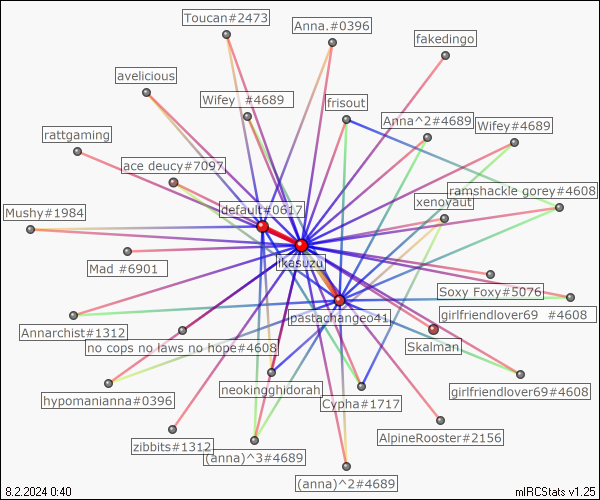 Toucan#2473
Anna.#0396
fakedingo
avelicious
Wifey #4689
frisout
Anna^2#4689
Wifey#4689
rattgaming
ace deucy#7097
ramshackle gorey#4608
xenoyaut
Mushy#1984
default#0617
ikasuzu
Mad #6901
Soxy Foxy#5076
pastachange041
girlfriendlover69 #4608
Annarchist#1312
no cops no laws no hope#4608
Skalman
hypomanianna#0396
neokingghidorah
Cypha#1717
girlfriendlover69#4608
zibbits#1312
(anna)^3#4689
AlpineRooster#2156
(anna)^2#4689
8.2.2024 0:40
mIRCStats v1.25